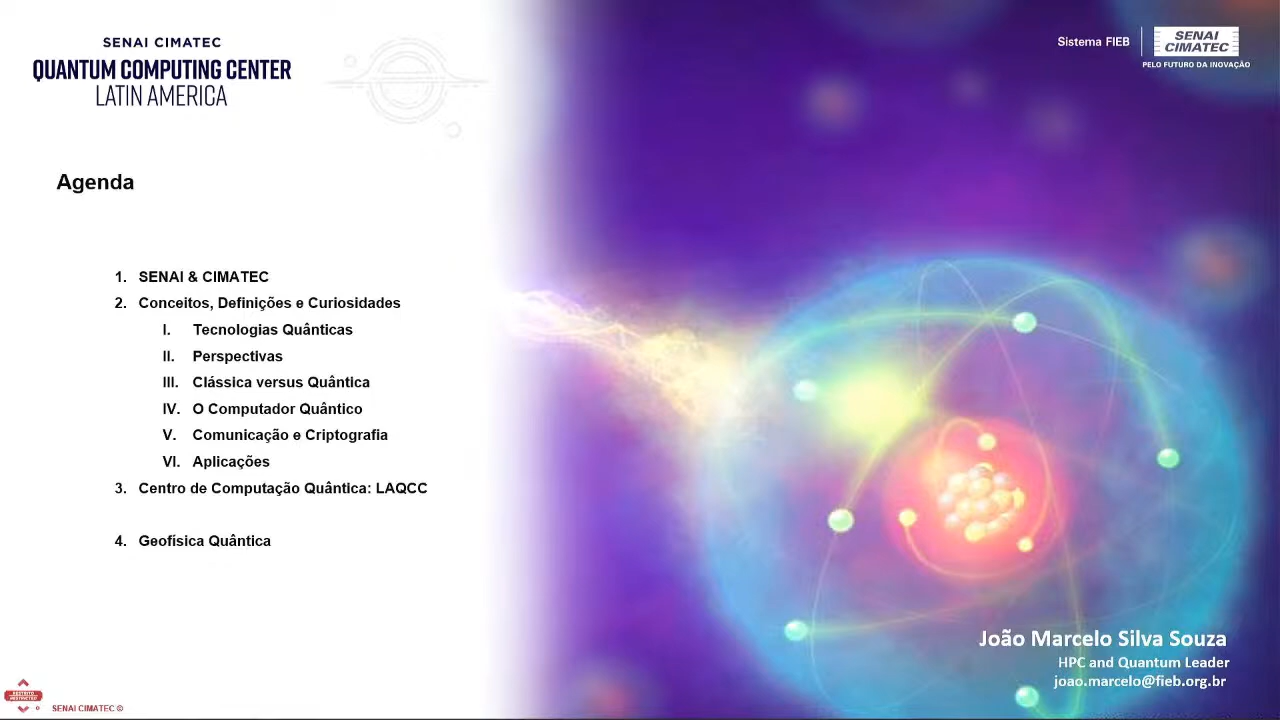 SENAI CIMATEC
QUANTUM COMPUTING CENTER
LATIN AMERICA
Sistema FIEB
SENAI
CIMATEC
PELO FUTURO DA INOVAÇÃO
Agenda
1. SENAI & CIMATEC
2. Conceitos, Definições e Curiosidades
I. Tecnologias Quânticas
II. Perspectivas
III. Clássica versus Quântica
IV. O Computador Quântico
V. Comunicação e Criptografia
VI. Aplicações
3. Centro de Computação Quântica: LAQCC
4. Geofísica Quântica
João Marcelo Silva Souza
HPC and Quantum Leader
joao.marcelo@fieb.org.br
SENAI CIMATEC ©